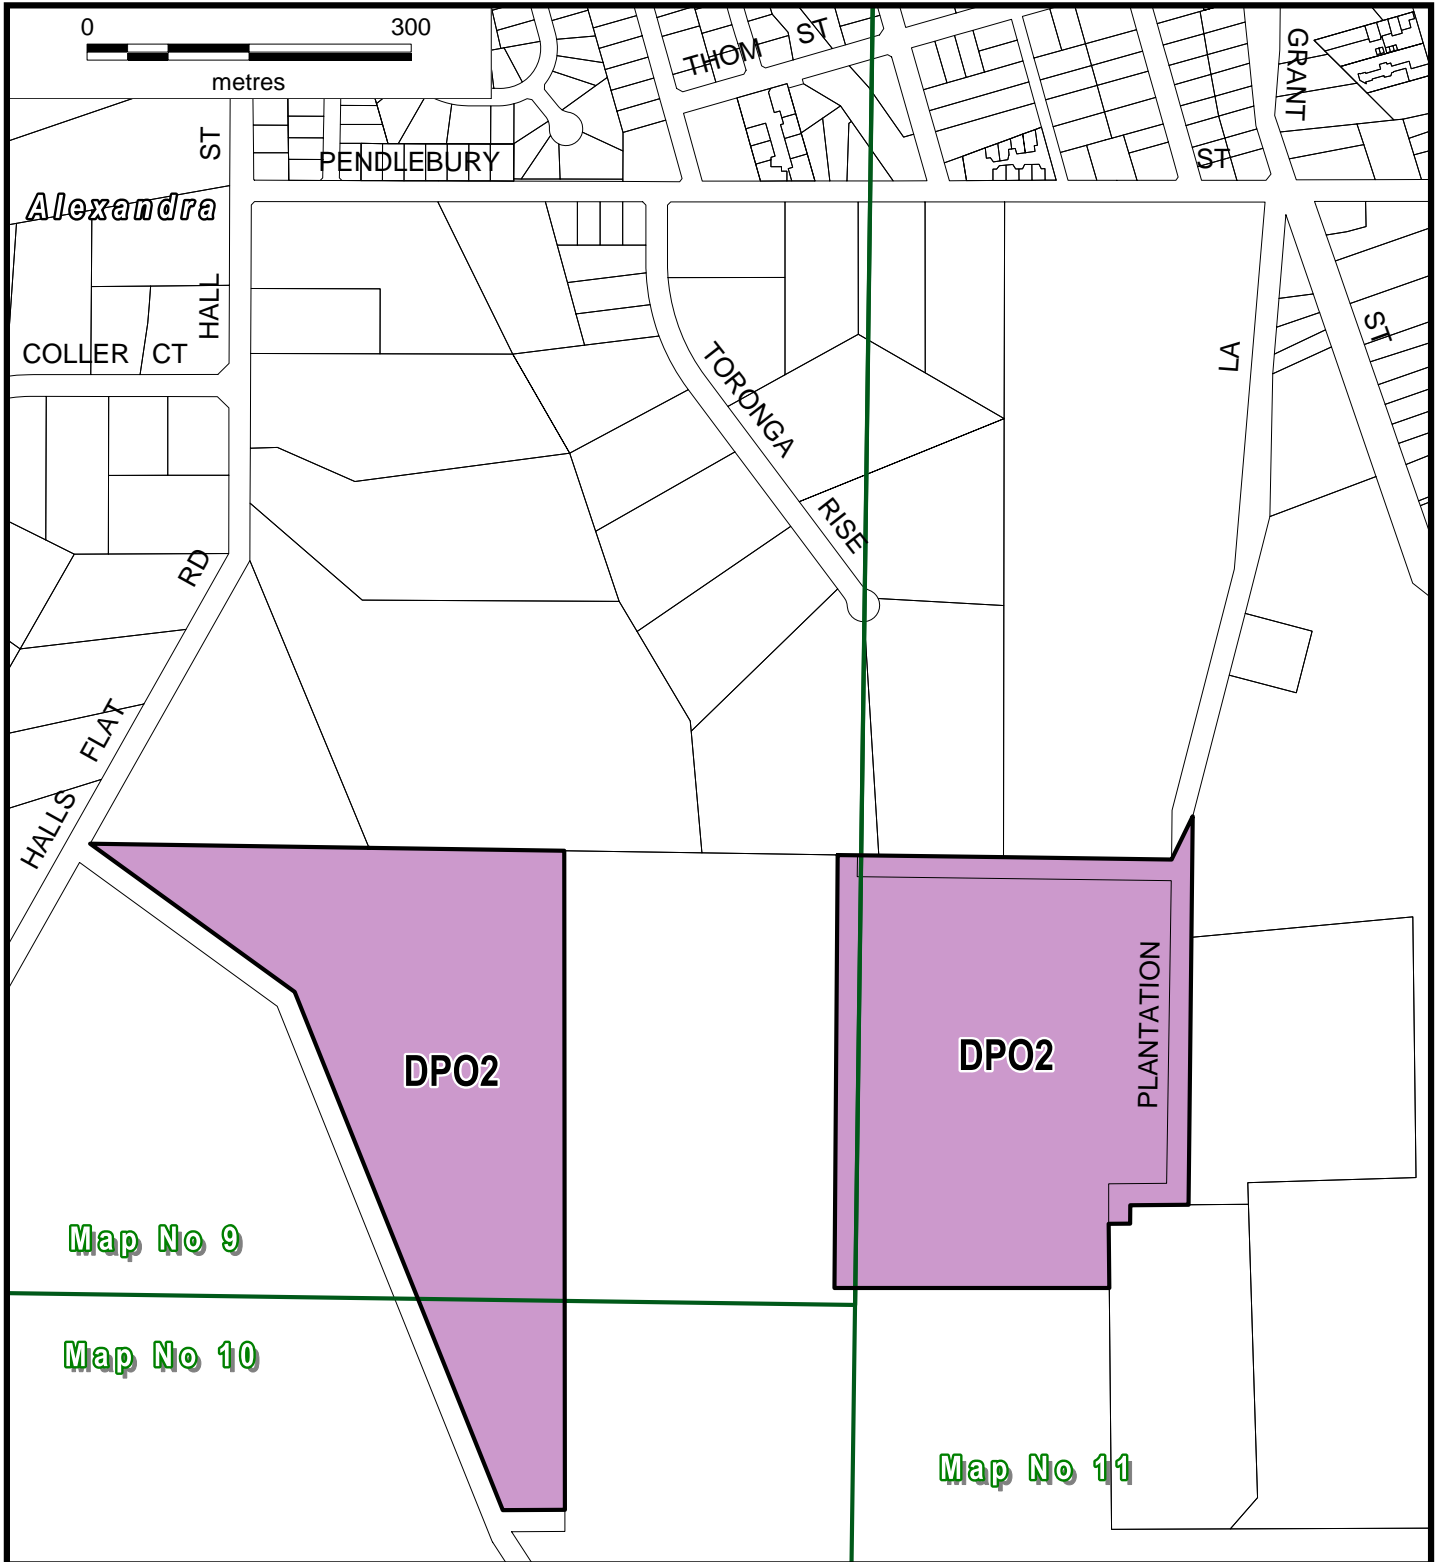 0 300
metres
THOM ST
GRANT
ST
PENDLEBURY
ST
Alexandra
HALL
COLLER CT
ST
LA
TORONGA
RISE
RD
FLAT
HALLS
PLANTATION
DPO2
DPO2
Map No 9
Map No 10
Map No 11